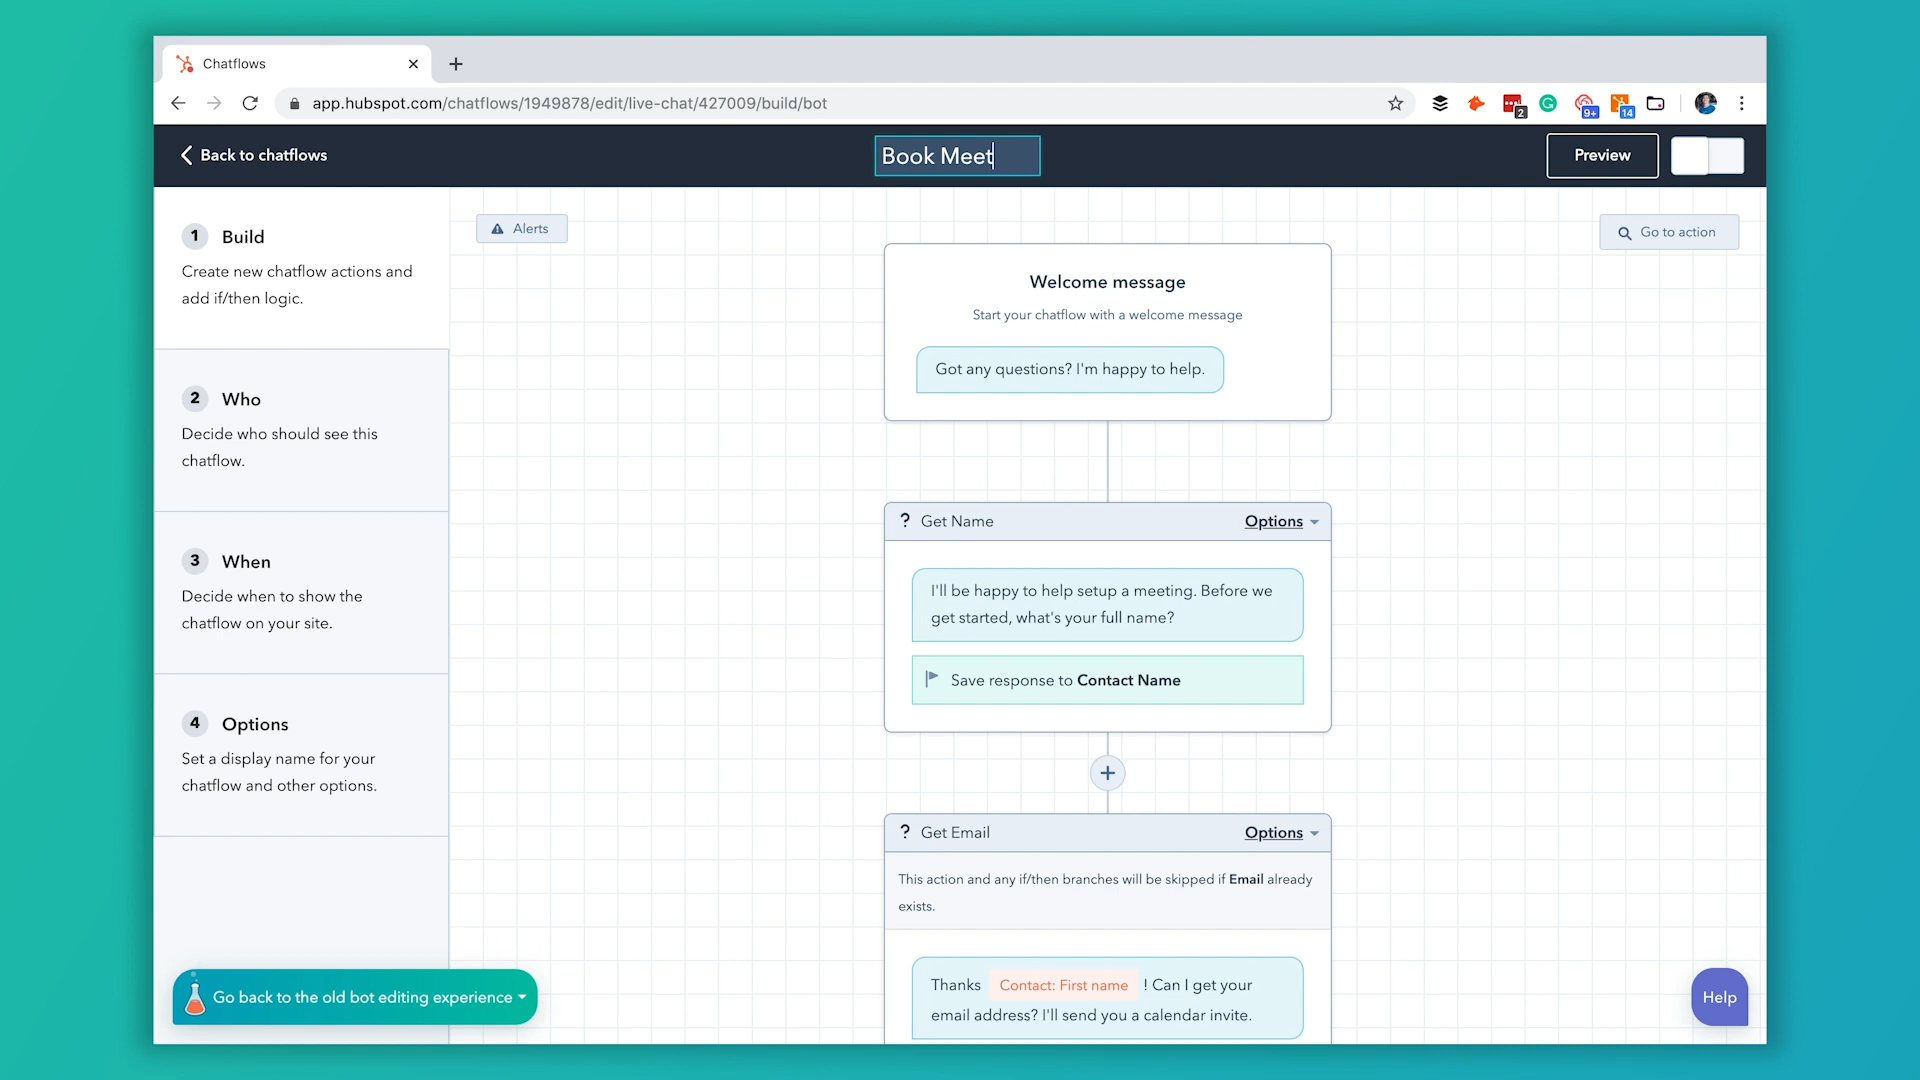 Chatflows
app.hubspot.com/chatflows/1949878/edit/live-chat/427009/build/bot
2
9+
14
Back to chatflows
Book Meet
Preview
1 Build
Create new chatflow actions and
add if/then logic.
2 Who
Decide who should see this
chatflow.
3 When
Decide when to show the
chatflow on your site.
4 Options
Set a display name for your
chatflow and other options.
Go back to the old bot editing experience
Alerts
Go to action
Welcome message
Start your chatflow with a welcome message
Got any questions? I'm happy to help.
? Get Name Options
I'll be happy to help setup a meeting. Before we
get started, what's your full name?
Save response to Contact Name
+
? Get Email Options
This action and any if/then branches will be skipped if Email already
exists.
Thanks Contact: First name ! Can I get your
email address? I'll send you a calendar invite.
Help